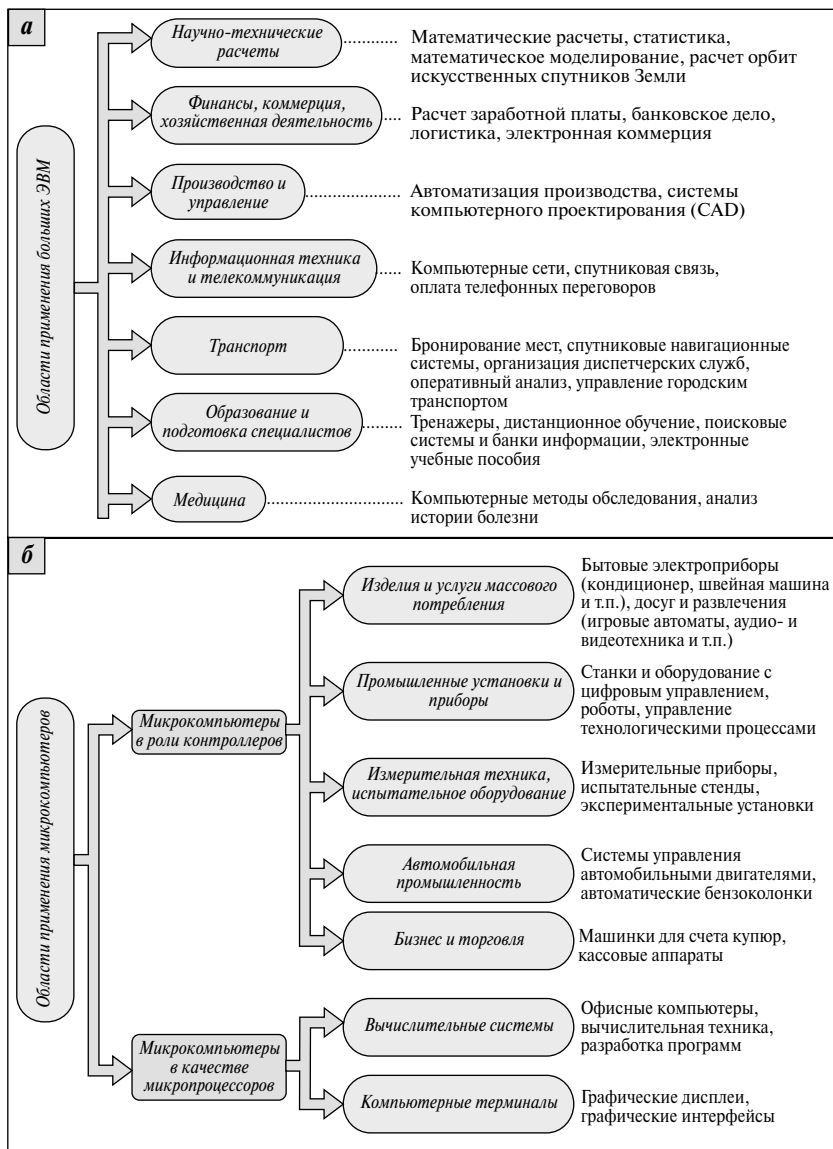 а
Области применения больших ЭВМ
Научно-технические
расчеты
Математические расчеты, статистика,
математическое моделирование, расчет орбит
искусственных спутников Земли
Финансы, коммерция,
хозяйственная деятельность
Расчет заработной платы, банковское дело,
логистика, электронная коммерция
Производство и
управление
Автоматизация производства, системы
компьютерного проектирования (CAD)
Информационная техника
и телекоммуникация
Компьютерные сети, спутниковая связь,
оплата телефонных переговоров
Транспорт
Бронирование мест, спутниковые навигационные
системы, организация диспетчерских служб,
оперативный анализ, управление городским
транспортом
Образование и
подготовка специалистов
Тренажеры, дистанционное обучение, поисковые
системы и банки информации, электронные
учебные пособия
Медицина
Компьютерные методы обследования, анализ
истории болезни
б
Области применения микрокомпьютеров
Микрокомпьютеры
в роли контроллеров
Изделия и услуги массового
потребления
Бытовые электроприборы
(кондиционер, швейная машина
и т.п.), досуг и развлечения
(игровые автоматы, аудио- и
видеотехника и т.п.)
Промышленные установки и
приборы
Станки и оборудование с
цифровым управлением,
роботы, управление
технологическими процессами
Измерительная техника,
испытательное оборудование
Измерительные приборы,
испытательные стенды,
экспериментальные установки
Автомобильная
промышленность
Системы управления
автомобильными двигателями,
автоматические бензоколонки
Бизнес и торговля
Машинки для счета купюр,
кассовые аппараты
Микрокомпьютеры
в качестве
микропроцессоров
Вычислительные системы
Офисные компьютеры,
вычислительная техника,
разработка программ
Компьютерные терминалы
Графические дисплеи,
графические интерфейсы